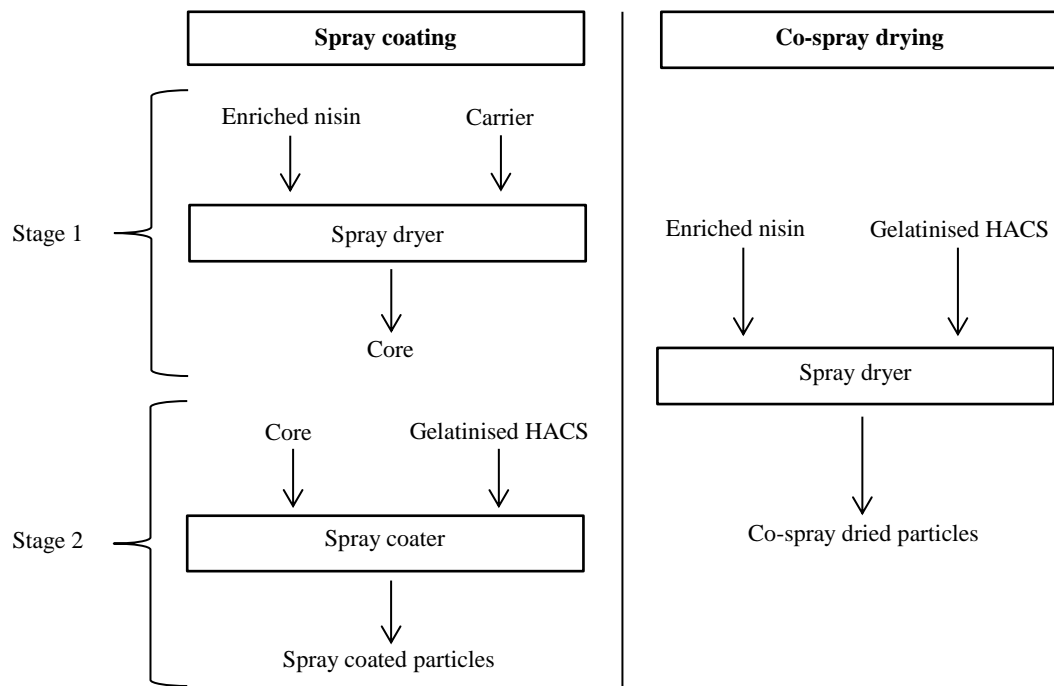 Spray coating
Co-spray drying
Enriched nisin
Carrier
Stage 1
Spray dryer
Core
Core
Gelatinised HACS
Stage 2
Spray coater
Spray coated particles
Enriched nisin
Gelatinised HACS
Spray dryer
Co-spray dried particles